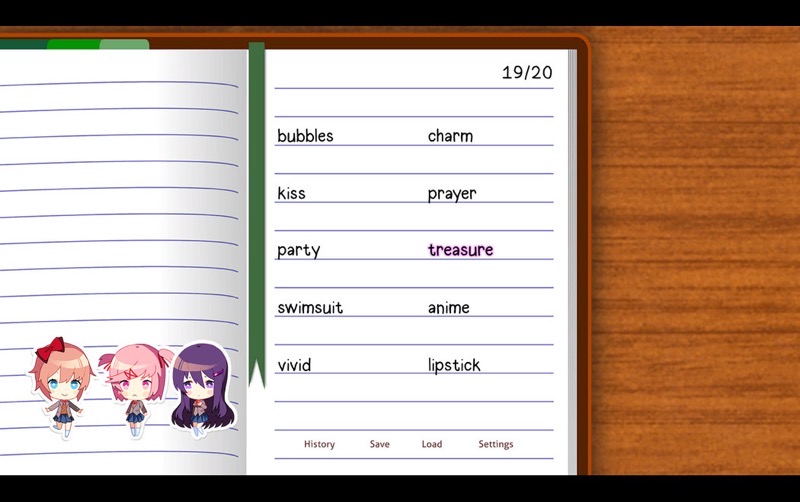 19/20
bubbles charm
kiss prayer
party treasure
swimsuit anime
vivid lipstick
History Save Load Settings